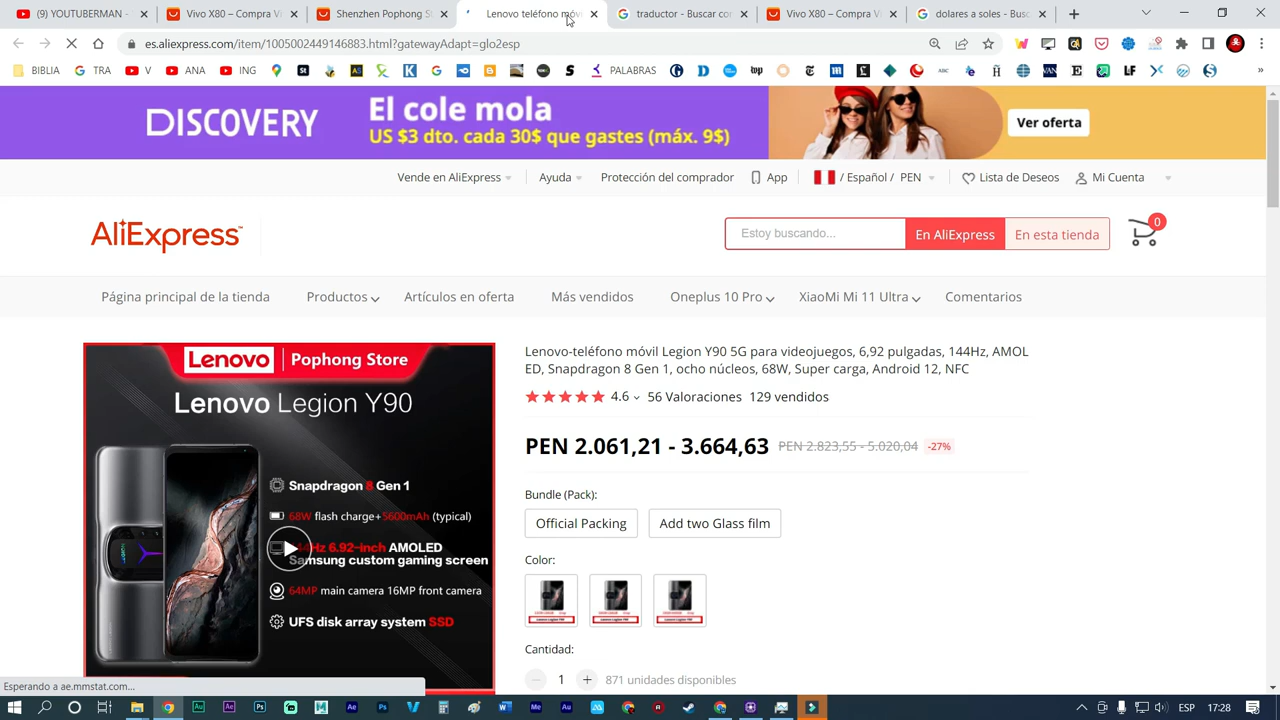 (9) YOUTUBERMAN -
Vivo X80 – Compra V
Shenzhen Pophong S
Lenovo teléfono móvi
traductor - Buscar con
Vivo X80 – Compra V
dolares a soles - Busc
es.aliexpress.com/item/1005002449146883.html?gatewayAdapt=glo2esp
BIBLIA
TRA
V
ANA
ING
PALABRAS
DISCOVERY
El cole mola
US $3 dto. cada 30$ que gastes (máx. 9$)
Ver oferta
Vende en AliExpress
Ayuda
Protección del comprador
App
/ Español / PEN
Lista de Deseos
Mi Cuenta
AliExpress
Estoy buscando...
En AliExpress
En esta tienda
0
Página principal de la tienda
Productos
Artículos en oferta
Más vendidos
Oneplus 10 Pro
XiaoMi Mi 11 Ultra
Comentarios
Lenovo Pophong Store
Lenovo Legion Y90
Snapdragon 8 Gen 1
68W flash charge+5600mAh (typical)
Hz 6.92-inch AMOLED
Samsung custom gaming screen
64MP main camera 16MP front camera
UFS disk array system SSD
Lenovo-teléfono móvil Legion Y90 5G para videojuegos, 6,92 pulgadas, 144Hz, AMOL
ED, Snapdragon 8 Gen 1, ocho núcleos, 68W, Super carga, Android 12, NFC
4.6
56 Valoraciones
129 vendidos
PEN 2.061,21 - 3.664,63
PEN 2.823,55 - 5.020,04
-27%
Bundle (Pack):
Official Packing
Add two Glass film
Color:
Cantidad:
1
871 unidades disponibles
Esperando a ae.mmstat.com...
ESP
17:28